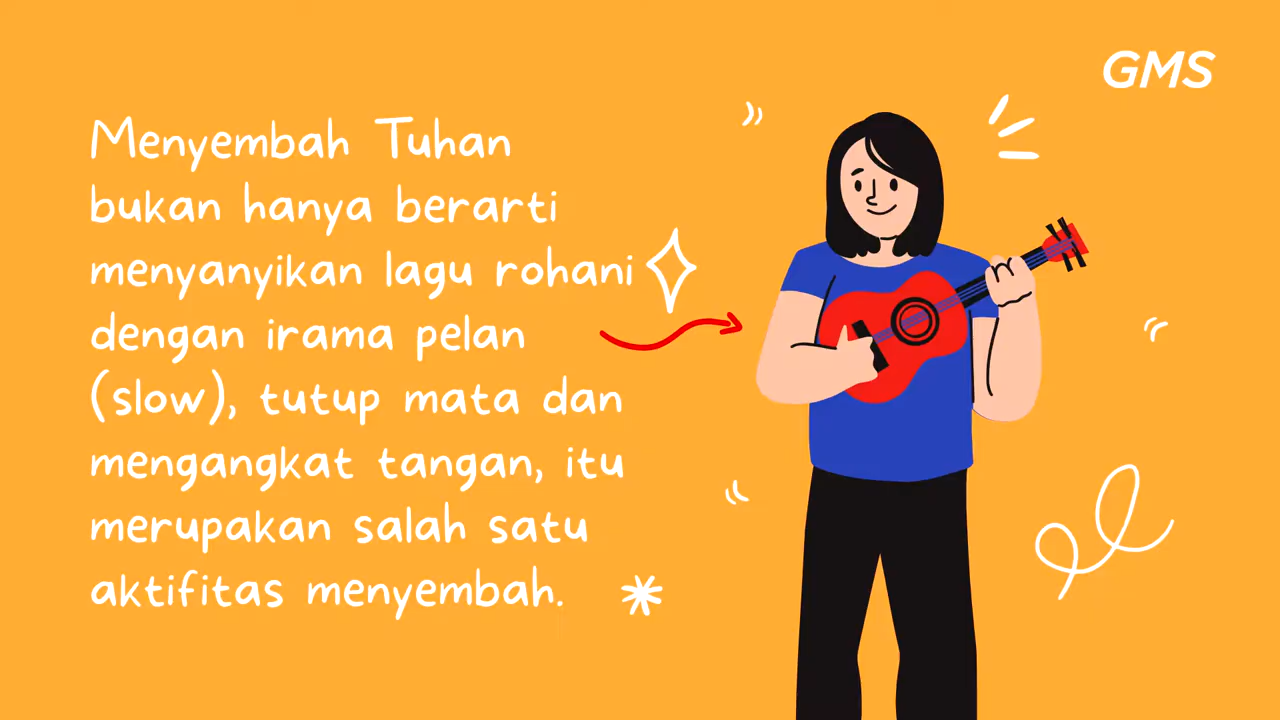 GMS
Menyembah Tuhan
bukan hanya berarti
menyanyikan lagu rohani
dengan irama pelan
(slow), tutup mata dan
mengangkat tangan, itu
merupakan salah satu
aktifitas menyembah.